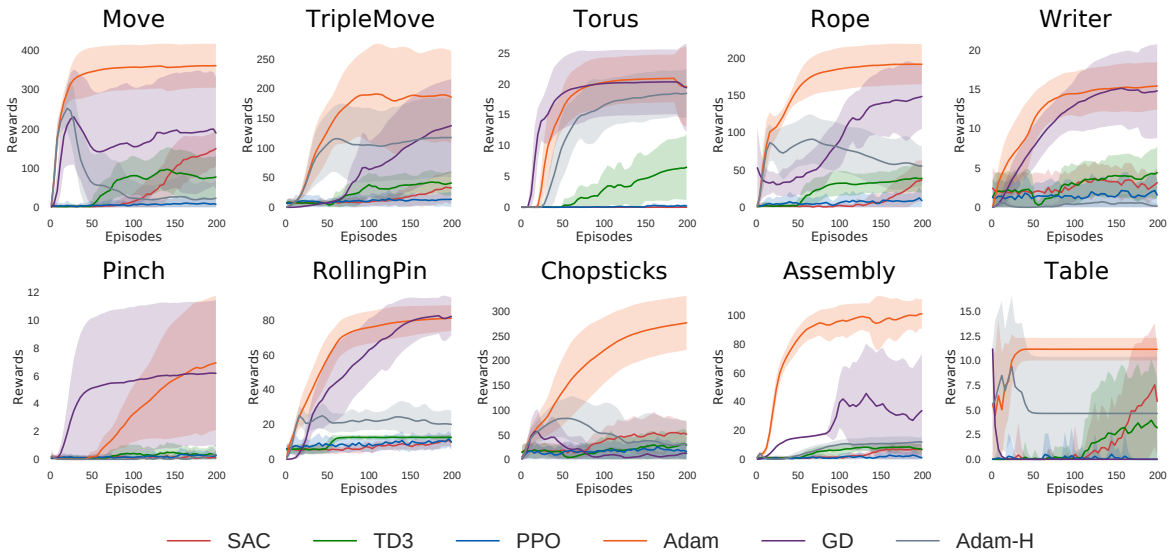 Move TripleMove Torus Rope Writer
Rewards
400
300
200
100
0
0 50 100 150 200
Episodes
Rewards
250
200
150
100
50
0
0 50 100 150 200
Episodes
Rewards
25
20
15
10
5
0
0 50 100 150 200
Episodes
Rewards
200
150
100
50
0
0 50 100 150 200
Episodes
Rewards
20
15
10
5
0
0 50 100 150 200
Episodes
Pinch RollingPin Chopsticks Assembly Table
Rewards
12
10
8
6
4
2
0
0 50 100 150 200
Episodes
Rewards
80
60
40
20
0
0 50 100 150 200
Episodes
Rewards
300
250
200
150
100
50
0
0 50 100 150 200
Episodes
Rewards
100
80
60
40
20
0
0 50 100 150 200
Episodes
Rewards
15.0
12.5
10.0
7.5
5.0
2.5
0.0
0 50 100 150 200
Episodes
SAC TD3 PPO Adam GD Adam-H